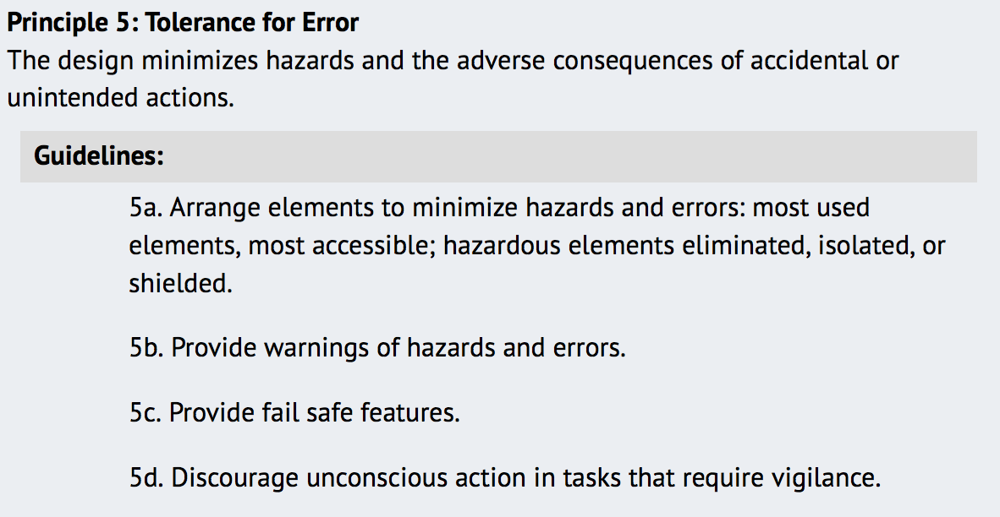 Principle 5: Tolerance for Error
The design minimizes hazards and the adverse consequences of accidental or
unintended actions.
Guidelines:
5a. Arrange elements to minimize hazards and errors: most used
elements, most accessible; hazardous elements eliminated, isolated, or
shielded.
5b. Provide warnings of hazards and errors.
5c. Provide fail safe features.
5d. Discourage unconscious action in tasks that require vigilance.